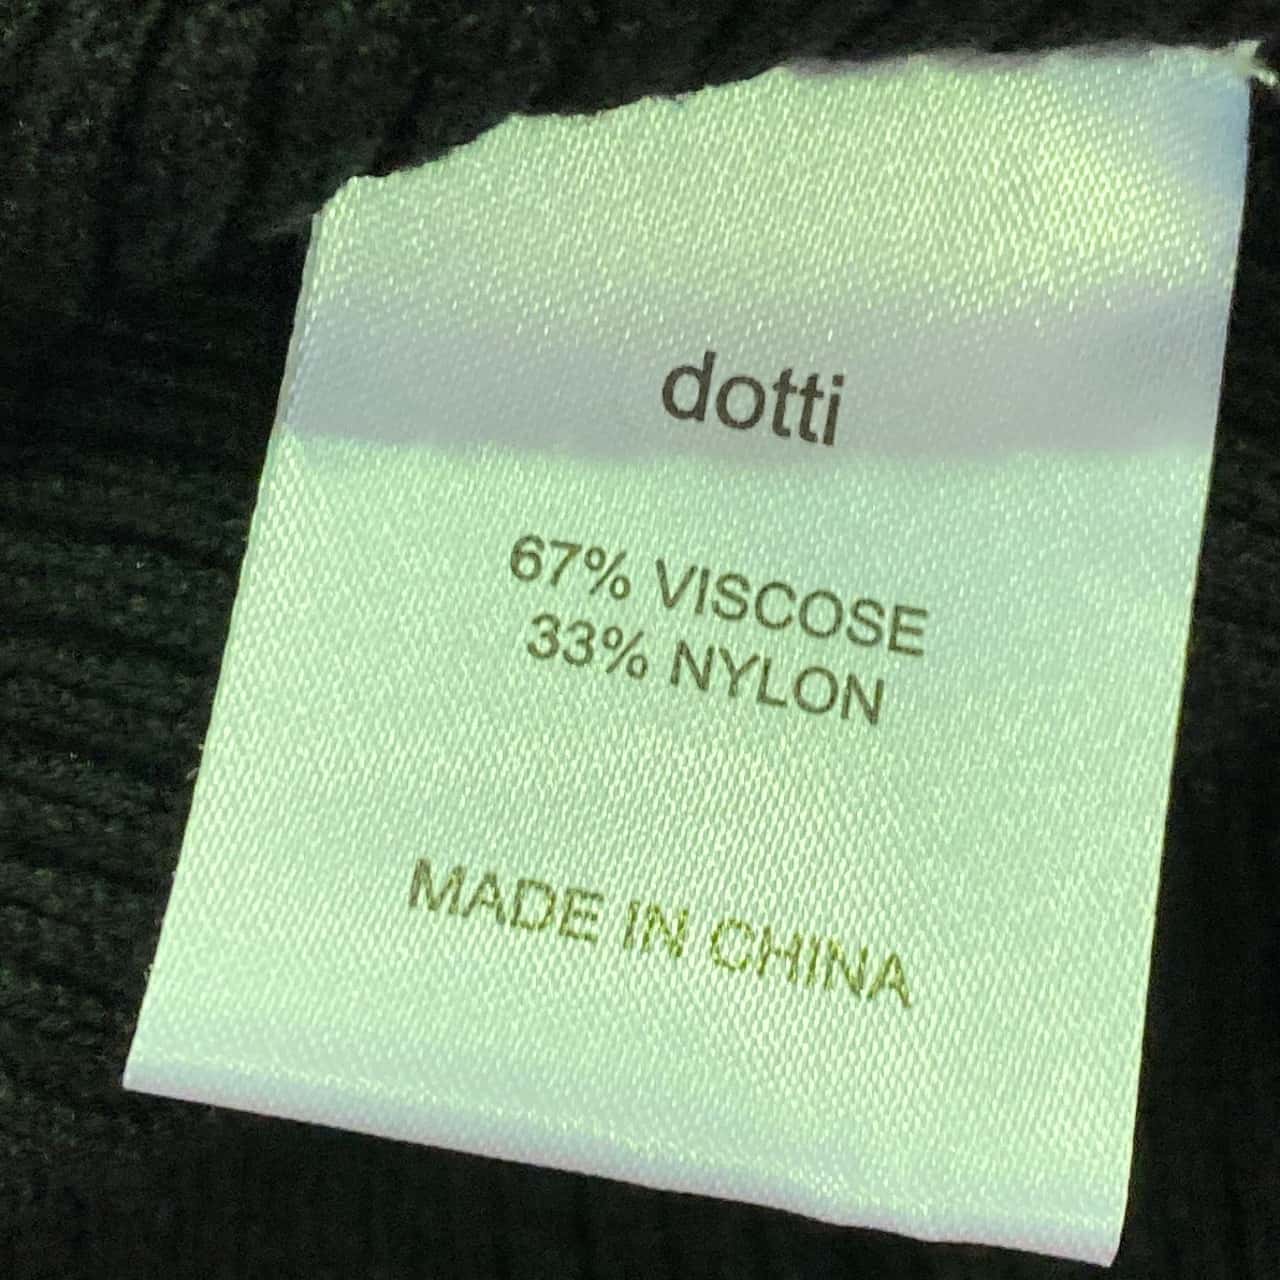 dotti
67% VISCOSE
33% NYLON
MADE IN CHINA